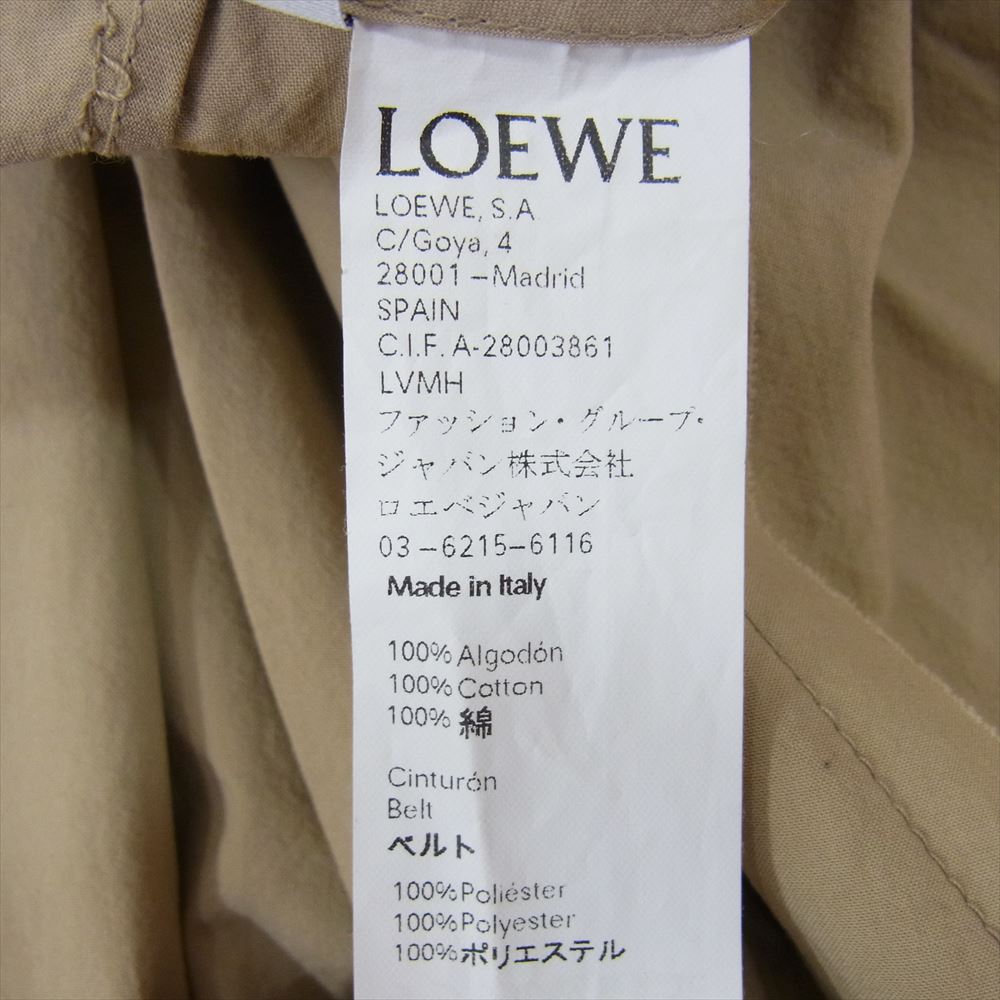 LOEWE
LOEWE, S.A.
C/Goya, 4
28001 –Madrid
SPAIN
C.I.F. A-28003861
LVMH
ファッション・グループ・
ジャパン株式会社
ロエベジャパン
03–6215–6116
Made in Italy
100% Algodón
100% Cotton
100% 綿
Cinturón
Belt
ベルト
100%Poliéster
100%Polyester
100%ポリエステル